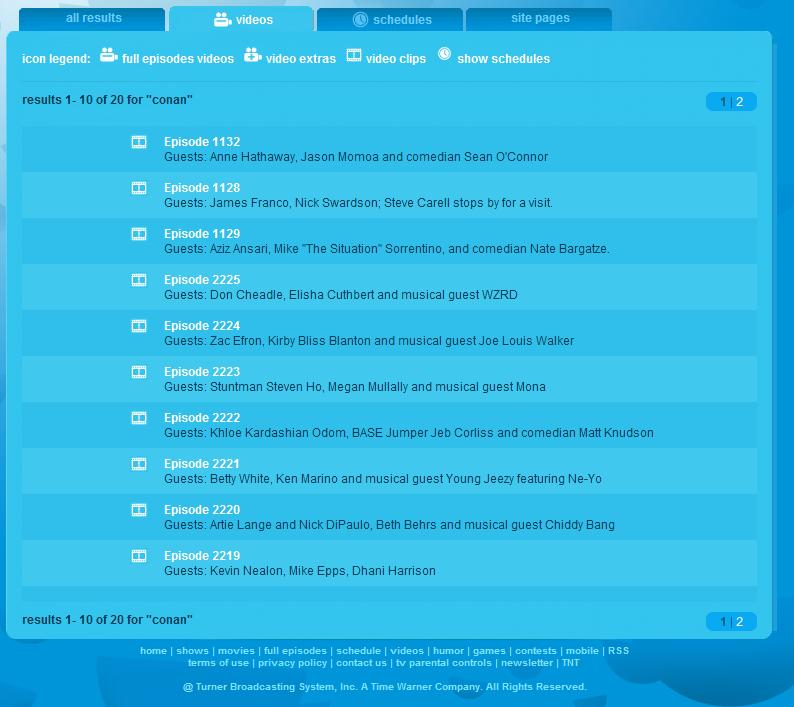 all results videos schedules site pages
icon legend: full episodes videos video extras video clips show schedules
results 1- 10 of 20 for "conan" 1 | 2
Episode 1132
Guests: Anne Hathaway, Jason Momoa and comedian Sean O'Connor
Episode 1128
Guests: James Franco, Nick Swardson; Steve Carell stops by for a visit.
Episode 1129
Guests: Aziz Ansari, Mike "The Situation" Sorrentino, and comedian Nate Bargatze.
Episode 2225
Guests: Don Cheadle, Elisha Cuthbert and musical guest WZRD
Episode 2224
Guests: Zac Efron, Kirby Bliss Blanton and musical guest Joe Louis Walker
Episode 2223
Guests: Stuntman Steven Ho, Megan Mullally and musical guest Mona
Episode 2222
Guests: Khloe Kardashian Odom, BASE Jumper Jeb Corliss and comedian Matt Knudson
Episode 2221
Guests: Betty White, Ken Marino and musical guest Young Jeezy featuring Ne-Yo
Episode 2220
Guests: Artie Lange and Nick DiPaulo, Beth Behrs and musical guest Chiddy Bang
Episode 2219
Guests: Kevin Nealon, Mike Epps, Dhani Harrison
results 1- 10 of 20 for "conan" 1 | 2
home | shows | movies | full episodes | schedule | videos | humor | games | contests | mobile | RSS
terms of use | privacy policy | contact us | tv parental controls | newsletter | TNT
@ Turner Broadcasting System, Inc. A Time Warner Company. All Rights Reserved.